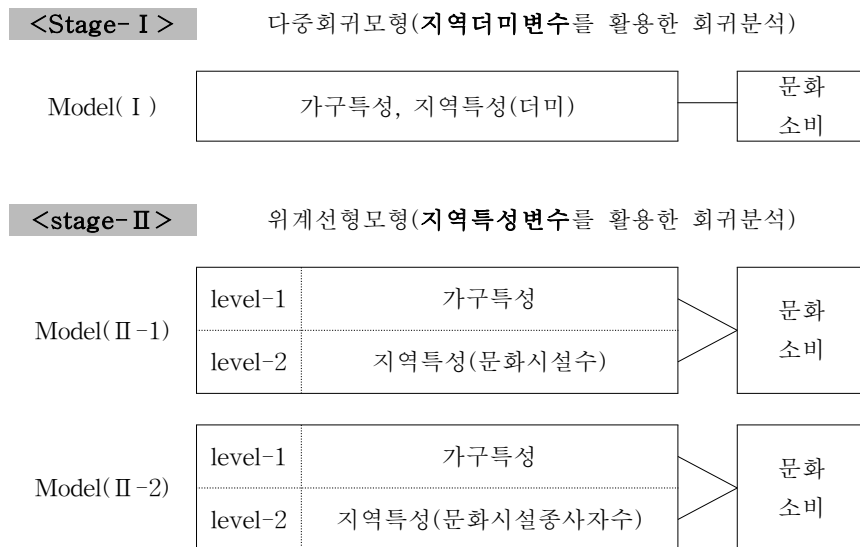 <Stage-Ⅰ> 다중회귀모형(지역더미변수를 활용한 회귀분석)
Model(Ⅰ) 가구특성, 지역특성(더미) 문화
소비
<stage-Ⅱ> 위계선형모형(지역특성변수를 활용한 회귀분석)
Model(Ⅱ-1)
level-1 가구특성
level-2 지역특성(문화시설수)
문화
소비
Model(Ⅱ-2)
level-1 가구특성
level-2 지역특성(문화시설종사자수)
문화
소비